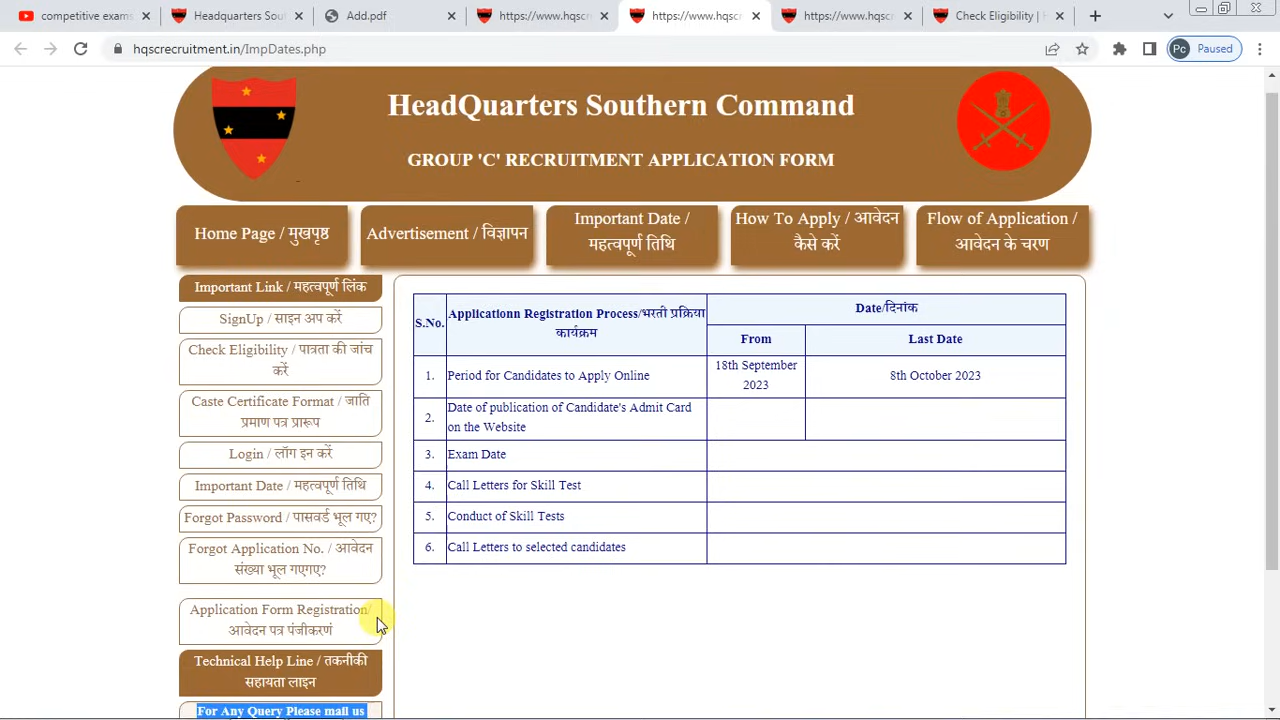 competitive exams
Headquarters Sou
Add.pdf
https://www.hqsc
https://www.hqscr
https://www.hqsc
Check Eligibility | H
hqscrecruitment.in/ImpDates.php
Pc Paused
HeadQuarters Southern Command
GROUP 'C' RECRUITMENT APPLICATION FORM
Home Page / मुखपृष्ठ
Advertisement / विज्ञापन
Important Date /
महत्वपूर्ण तिथि
How To Apply / आवेदन
कैसे करें
Flow of Application /
आवेदन के चरण
Important Link / महत्वपूर्ण लिंक
SignUp / साइन अप करें
Check Eligibility / पात्रता की जांच
करें
Caste Certificate Format / जाति
प्रमाण पत्र प्रारूप
Login / लॉग इन करें
Important Date / महत्वपूर्ण तिथि
Forgot Password / पासवर्ड भूल गए?
Forgot Application No. / आवेदन
संख्या भूल गएगए?
Application Form Registration/
आवेदन पत्र पंजीकरणं
Technical Help Line / तकनीकी
सहायता लाइन
For Any Query Please mail us
S.No.
Applicationn Registration Process/भरती प्रक्रिया
कार्यक्रम
Date/दिनांक
From
Last Date
1.
Period for Candidates to Apply Online
18th September
2023
8th October 2023
2.
Date of publication of Candidate's Admit Card
on the Website
3.
Exam Date
4.
Call Letters for Skill Test
5.
Conduct of Skill Tests
6.
Call Letters to selected candidates